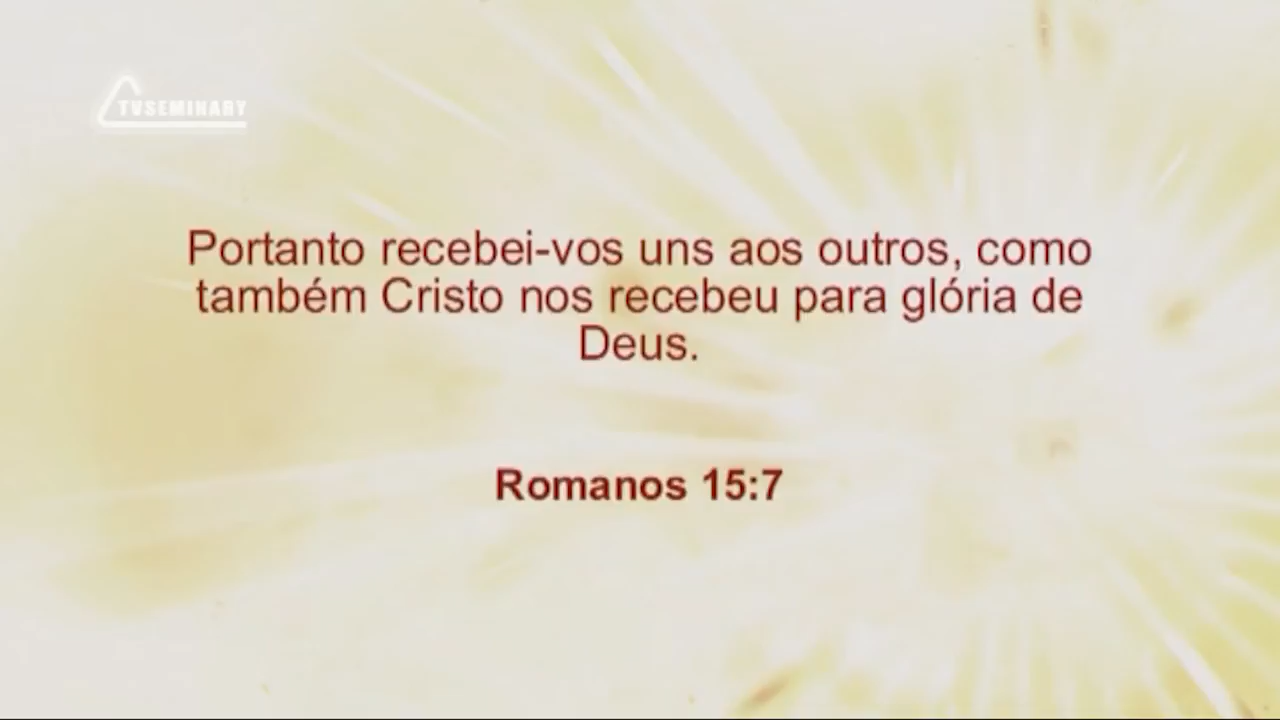 TVSEMINARY
Portanto recebei-vos uns aos outros, como
também Cristo nos recebeu para glória de
Deus.
Romanos 15:7